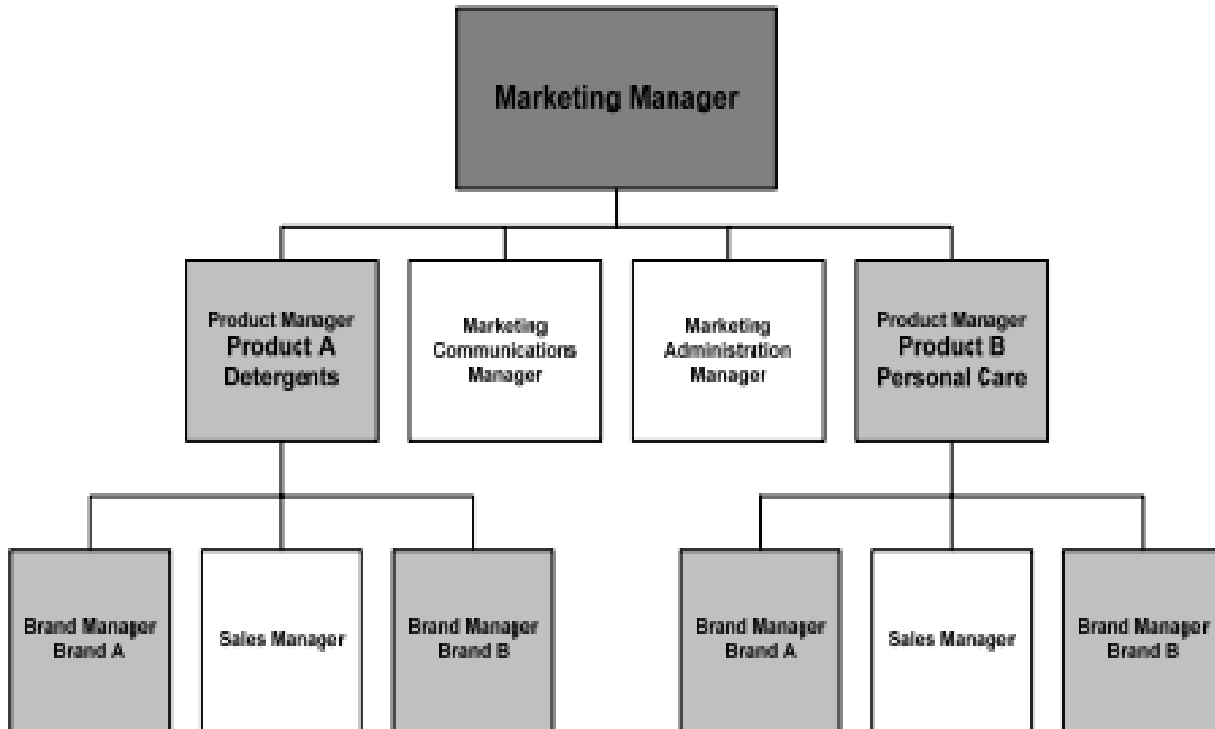 Marketing Manager
Product Manager
Product A
Detergents
Marketing
Communications
Manager
Marketing
Administration
Manager
Product Manager
Product B
Personal Care
Brand Manager
Brand A
Sales Manager
Brand Manager
Brand B
Brand Manager
Brand A
Sales Manager
Brand Manager
Brand B